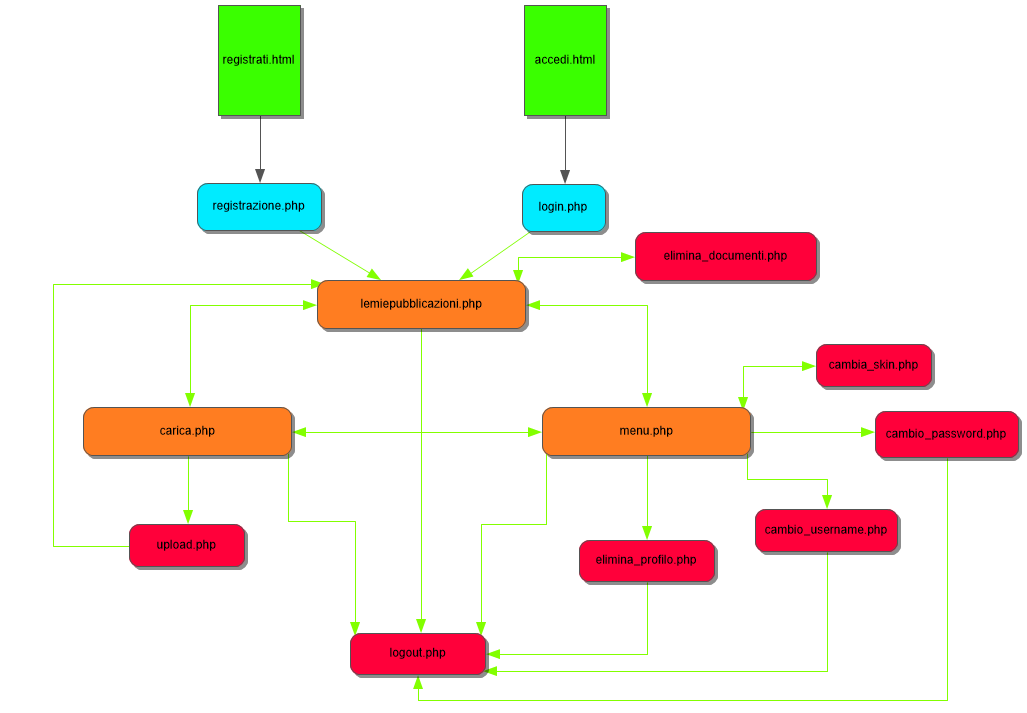 registrati.html
accedi.html
registrazione.php
login.php
elimina_documenti.php
lemiepubblicazioni.php
cambia_skin.php
carica.php
menu.php
cambio_password.php
upload.php
elimina_profilo.php
cambio_username.php
logout.php